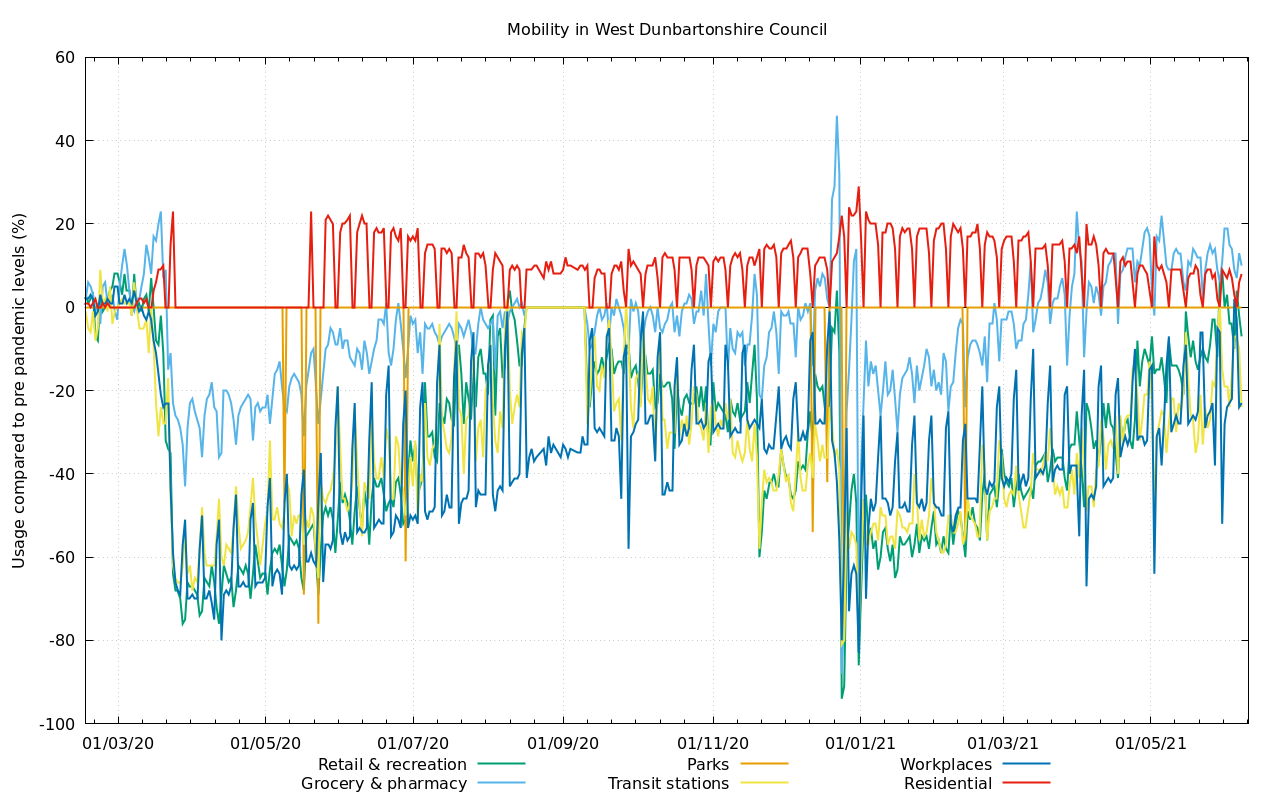 Mobility in West Dunbartonshire Council
Usage compared to pre pandemic levels (%)
60
40
20
0
-20
-40
-60
-80
-100
01/03/20 01/05/20 01/07/20 01/09/20 01/11/20 01/01/21 01/03/21 01/05/21
Retail & recreation Parks Workplaces
Grocery & pharmacy Transit stations Residential